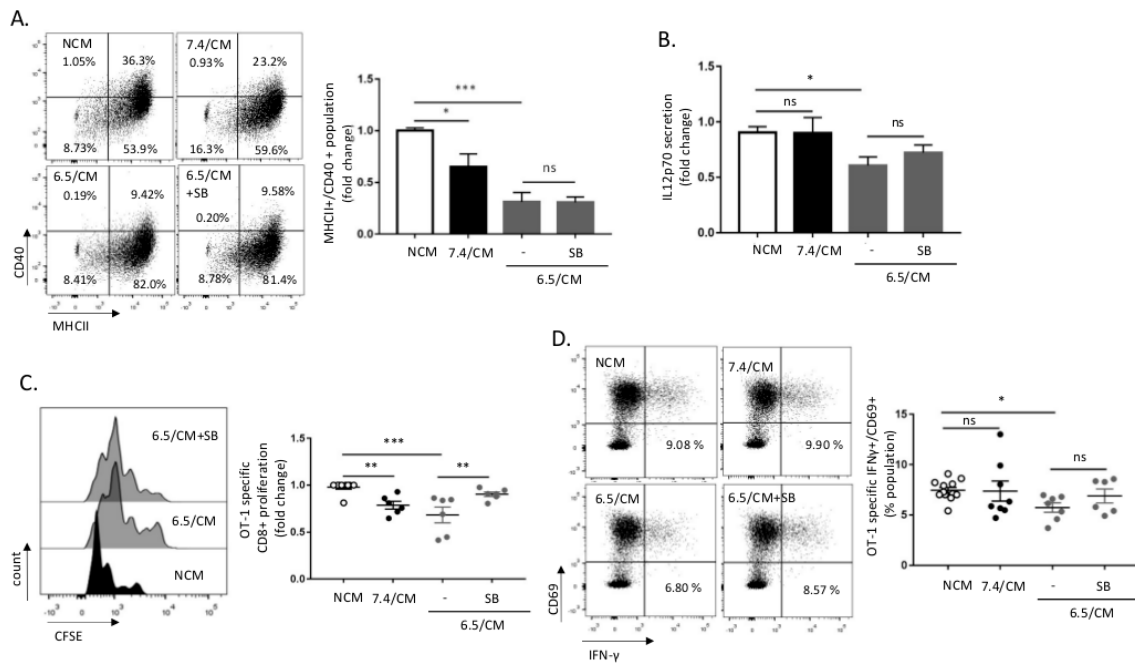 A.
NCM
1.05%
36.3%
8.73%
53.9%
7.4/CM
0.93%
23.2%
16.3%
59.6%
6.5/CM
0.19%
9.42%
8.41%
82.0%
6.5/CM
+SB
0.20%
9.58%
8.78%
81.4%
CD40
MHCII
MHCII+/CD40 + population
(fold change)
1.5
1.0
0.5
0.0
***
*
ns
NCM
7.4/CM
-
SB
6.5/CM
B.
IL12p70 secretion
(fold change)
1.5
1.0
0.5
0.0
*
ns
ns
NCM
7.4/CM
-
SB
6.5/CM
C.
6.5/CM+SB
6.5/CM
NCM
count
CFSE
OT-1 specific
CD8+ proliferation
(fold change)
1.5
1.0
0.5
0.0
***
**
**
NCM
7.4/CM
-
SB
6.5/CM
D.
NCM
9.08 %
7.4/CM
9.90 %
6.5/CM
6.80 %
6.5/CM+SB
8.57 %
CD69
IFN-γ
OT-1 specific IFNγ+/CD69+
(% population)
15
10
5
0
*
ns
ns
NCM
7.4/CM
-
SB
6.5/CM